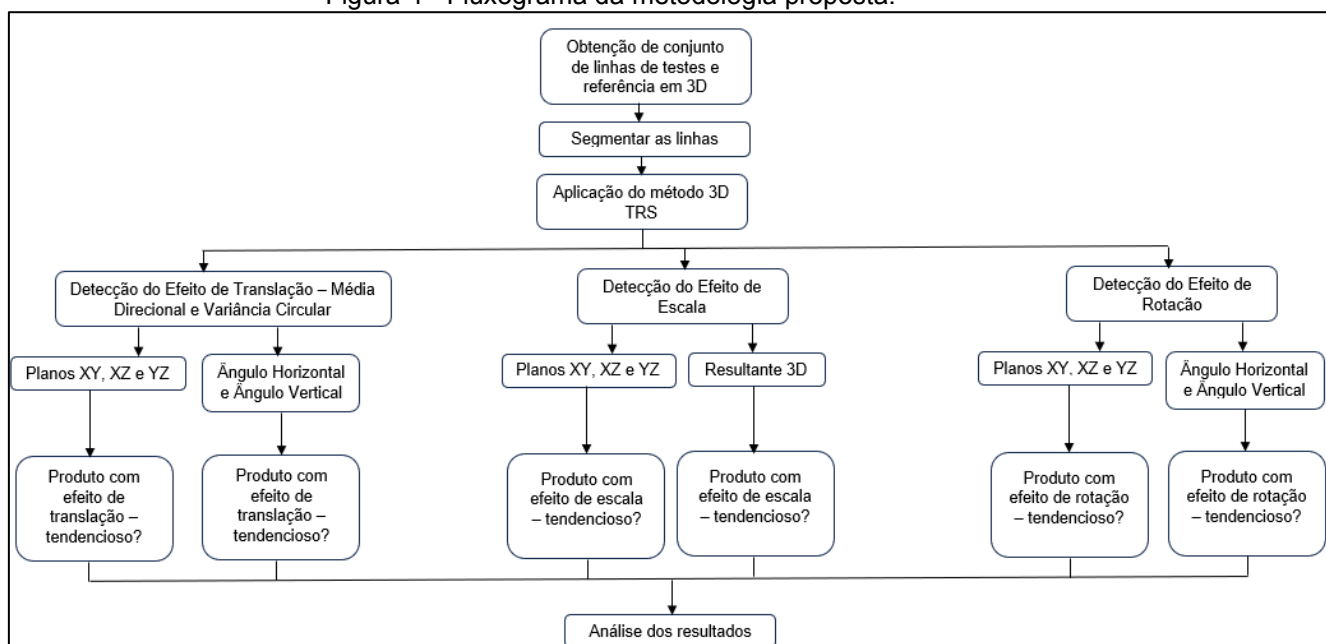 Figura 4 - Fluxograma da metodologia proposta.
Obtenção de conjunto
de linhas de testes e
referência em 3D
Segmentar as linhas
Aplicação do método 3D
TRS
Detecção do Efeito de Translação – Média
Direcional e Variância Circular
Detecção do Efeito de
Escala
Detecção do Efeito de
Rotação
Planos XY, XZ e YZ
Ângulo Horizontal
e Ângulo Vertical
Planos XY, XZ e YZ
Resultante 3D
Planos XY, XZ e YZ
Ângulo Horizontal
e Ângulo Vertical
Produto com
efeito de
translação –
tendencioso?
Produto com
efeito de
translação –
tendencioso?
Produto com
efeito de escala
– tendencioso?
Produto com
efeito de escala
– tendencioso?
Produto com
efeito de rotação
– tendencioso?
Produto com
efeito de rotação
– tendencioso?
Análise dos resultados